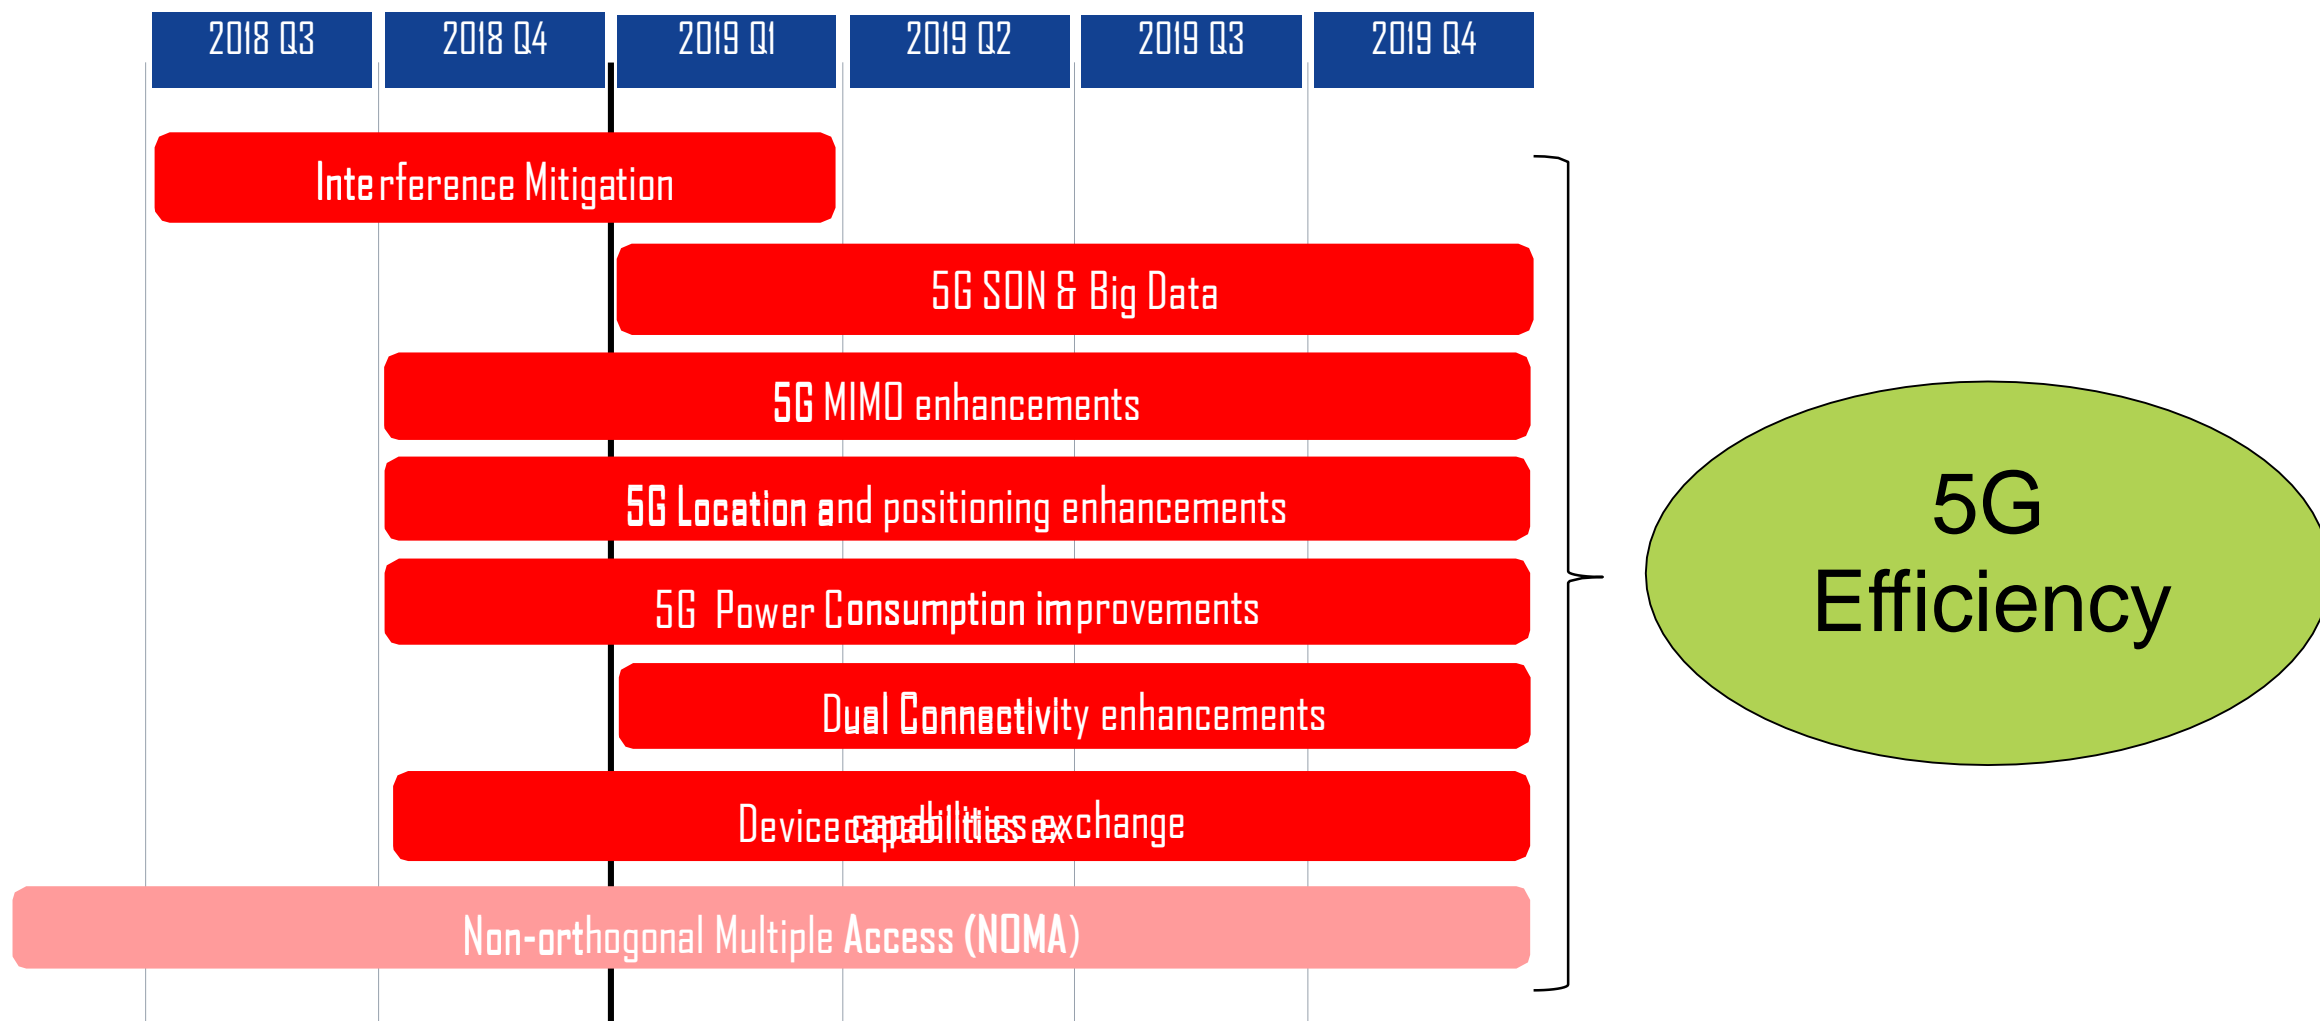 2018 Q3 2018 Q4 2019 Q1 2019 Q2 2019 Q3 2019 Q4
Interference Mitigation
5G SON & Big Data
5G MIMO enhancements
5G Location and positioning enhancements
5G Power Consumption improvements
Dual Connectivity enhancements
Device capabilities exchange
Non-orthogonal Multiple Access (NOMA)
5G
Efficiency